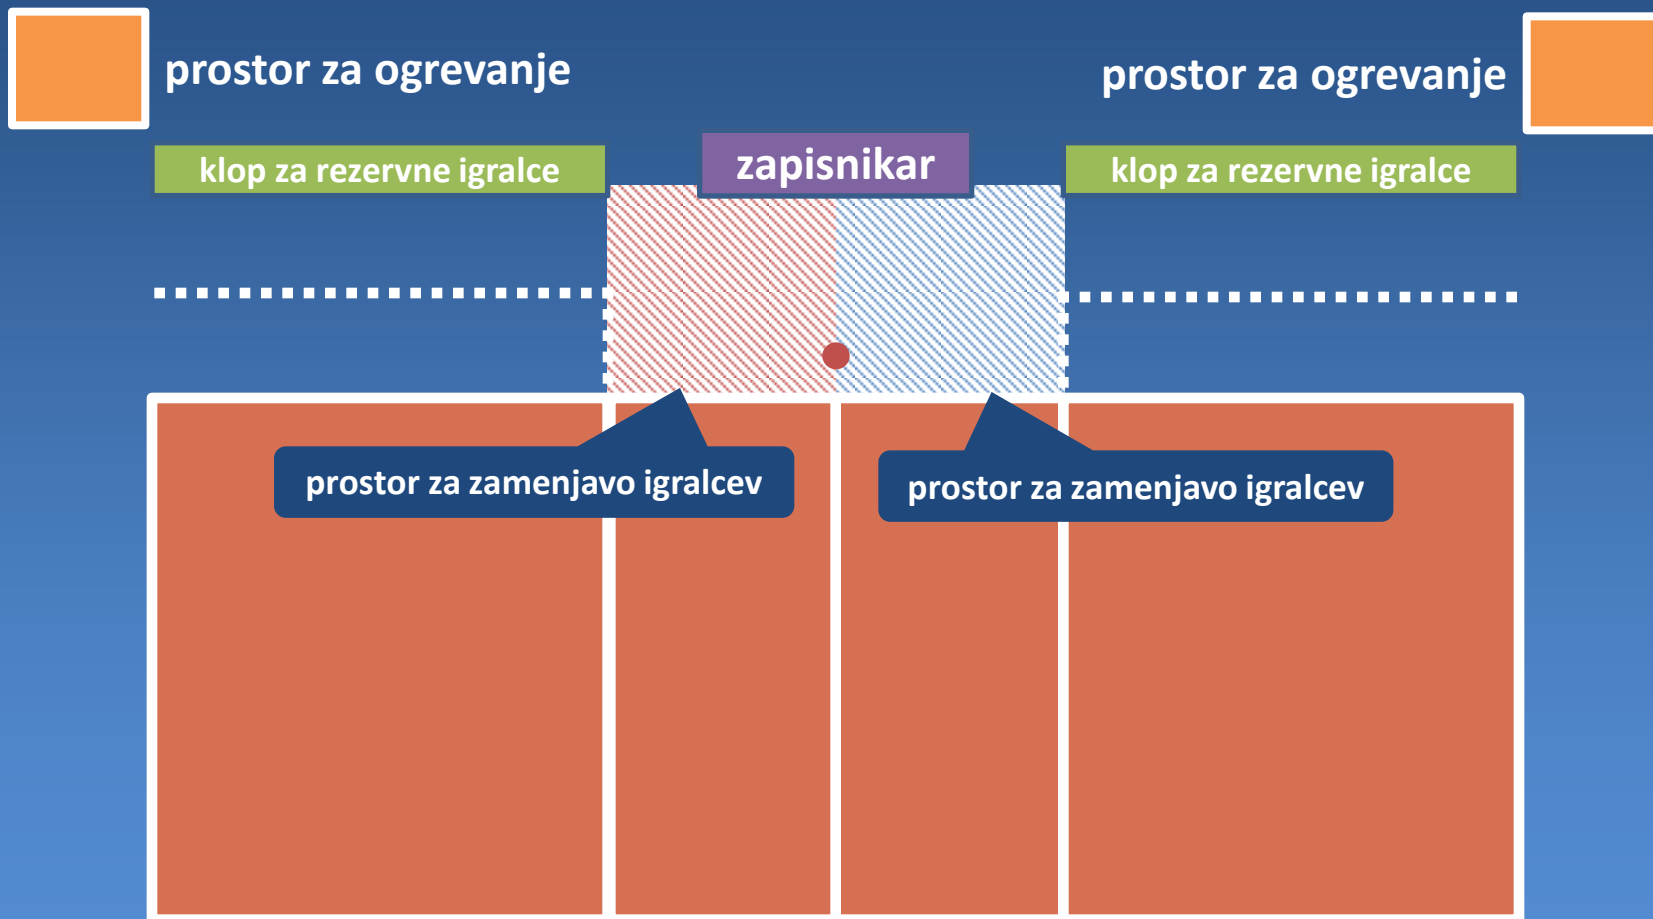 prostor za ogrevanje
prostor za ogrevanje
klop za rezervne igralce
zapisnikar
klop za rezervne igralce
prostor za zamenjavo igralcev
prostor za zamenjavo igralcev